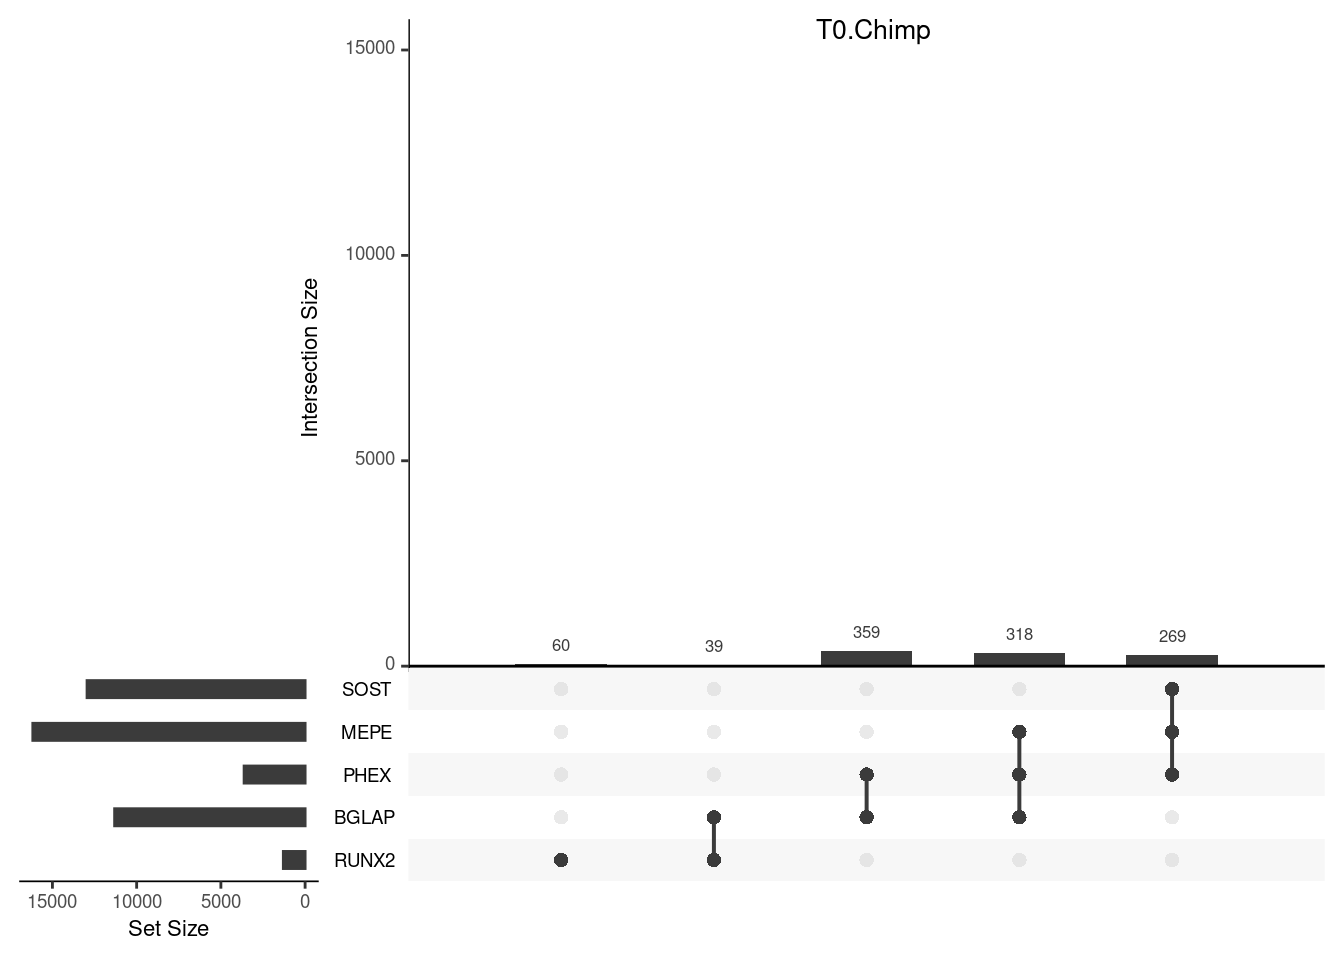 T0.Chimp
15000
10000
5000
0
Intersection Size
60
39
359
318
269
SOST
MEPE
PHEX
BGLAP
RUNX2
15000 10000 5000 0
Set Size